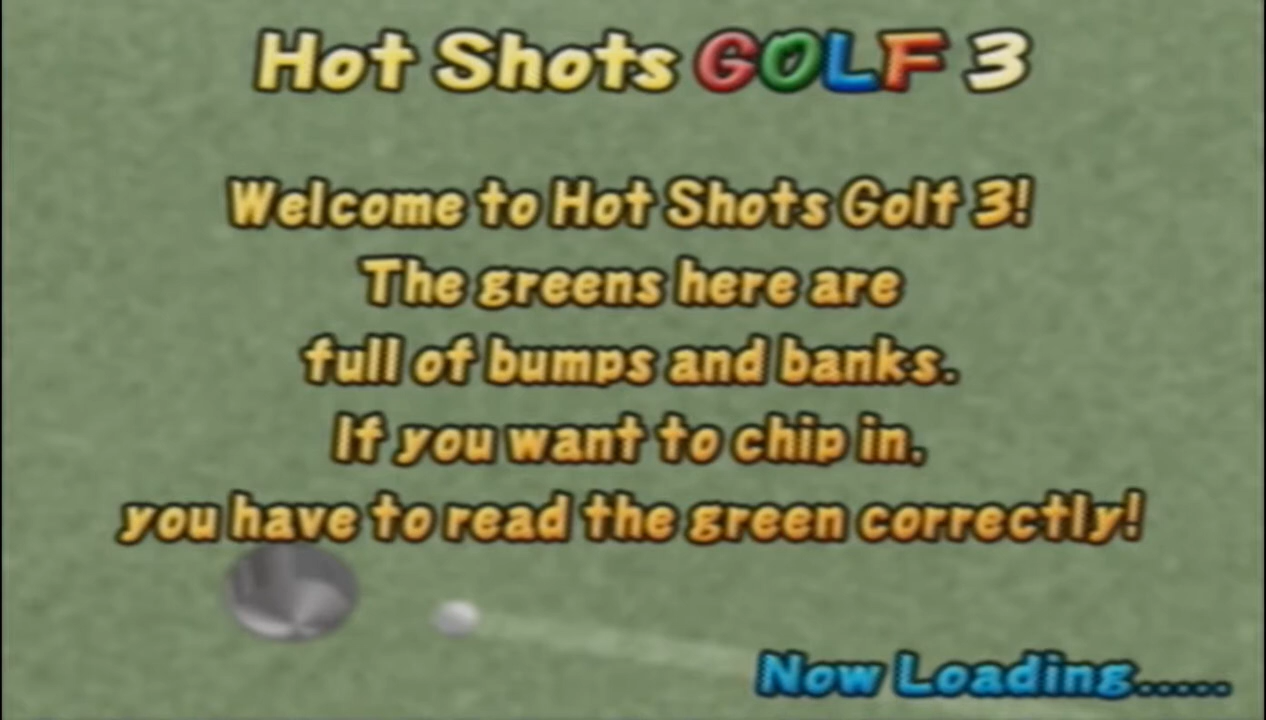 Hot Shots GOLF 3
Welcome to Hot Shots Golf 3!
The greens here are
full of bumps and banks.
If you want to chip in,
you have to read the green correctly!
Now Loading.....